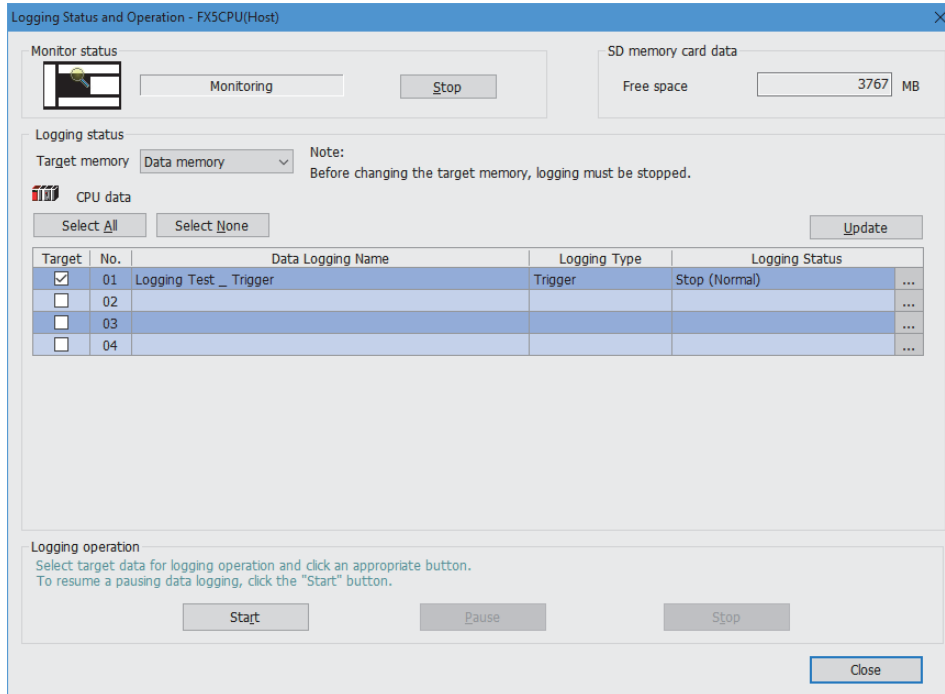 Logging Status and Operation - FX5CPU(Host)
Monitor status
Monitoring
Stop
SD memory card data
Free space 3767 MB
Logging status
Target memory Data memory
Note:
Before changing the target memory, logging must be stopped.
CPU data
Select All Select None Update
Target No. Data Logging Name Logging Type Logging Status
01 Logging Test _ Trigger Trigger Stop (Normal) ...
02 ...
03 ...
04 ...
Logging operation
Select target data for logging operation and click an appropriate button.
To resume a pausing data logging, click the "Start" button.
Start Pause Stop
Close